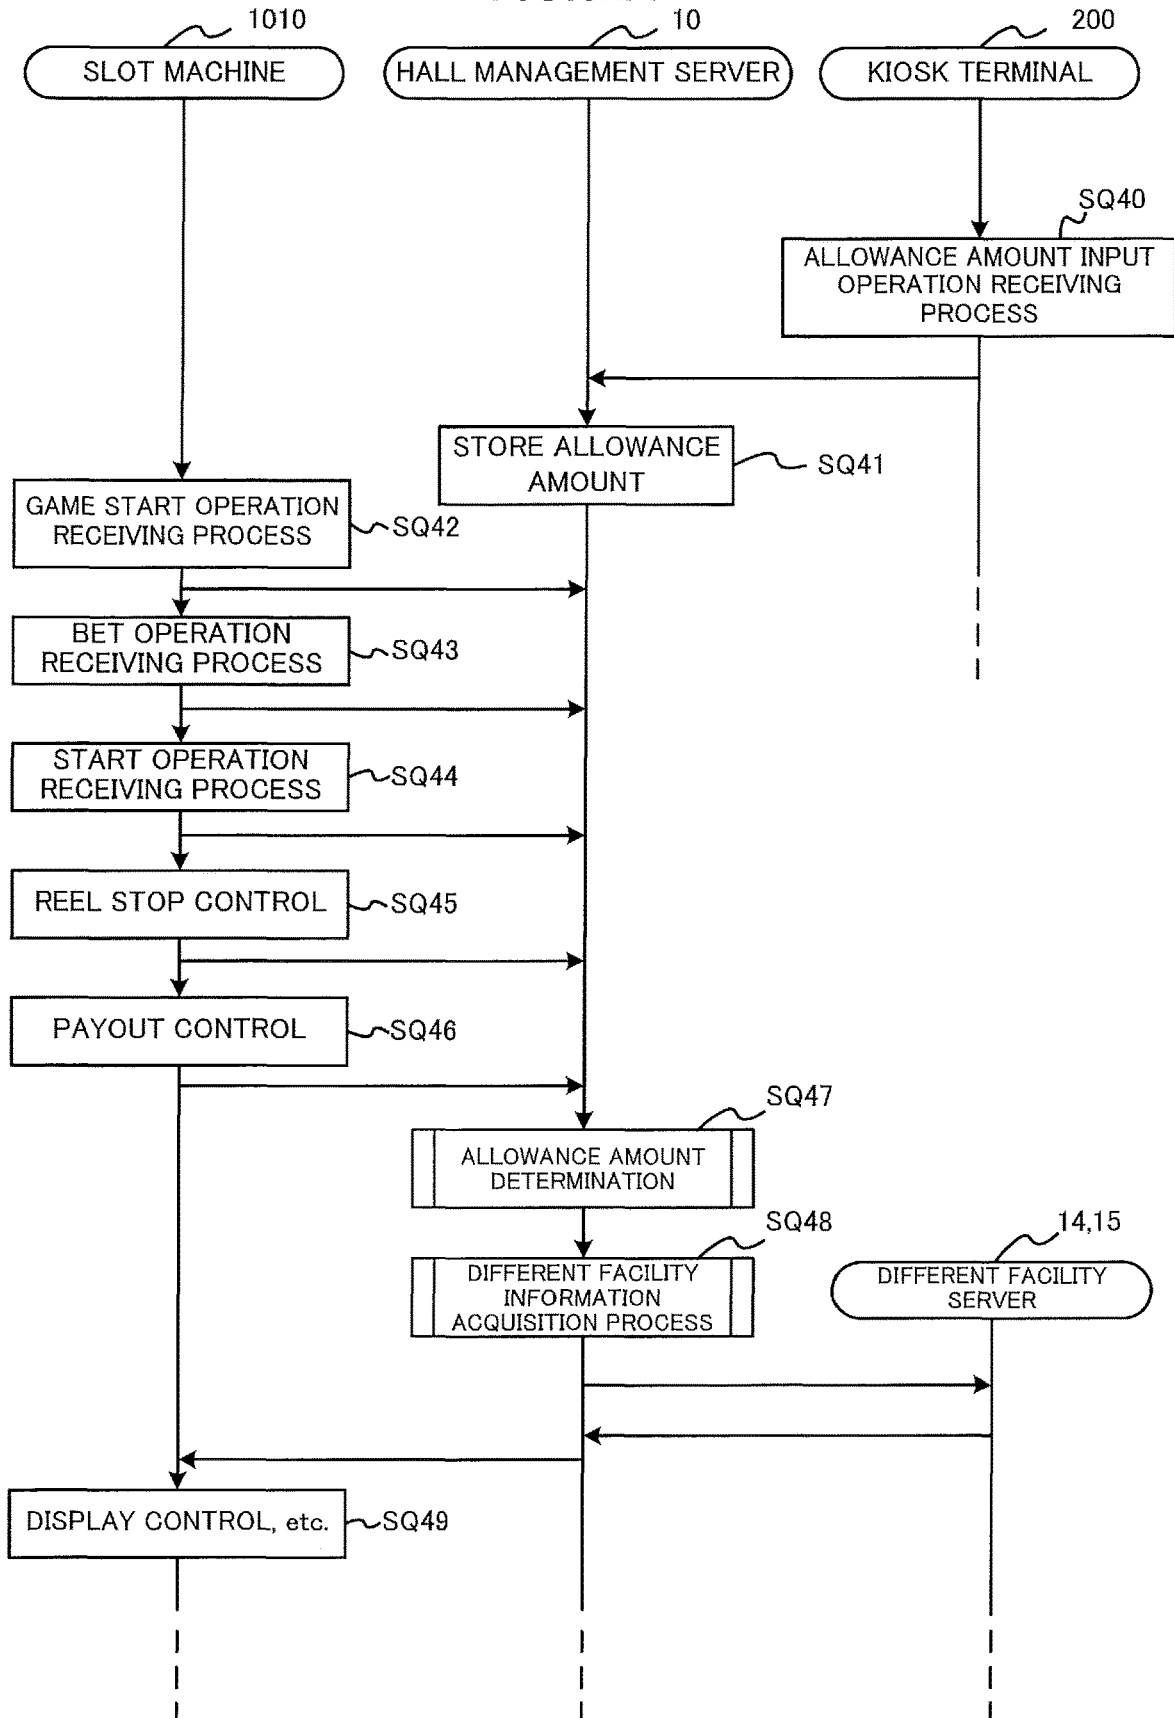 1010
10
200
SLOT MACHINE
HALL MANAGEMENT SERVER
KIOSK TERMINAL
SQ40
ALLOWANCE AMOUNT INPUT
OPERATION RECEIVING
PROCESS
STORE ALLOWANCE
AMOUNT
SQ41
GAME START OPERATION
RECEIVING PROCESS
SQ42
BET OPERATION
RECEIVING PROCESS
SQ43
START OPERATION
RECEIVING PROCESS
SQ44
REEL STOP CONTROL
SQ45
PAYOUT CONTROL
SQ46
SQ47
ALLOWANCE AMOUNT
DETERMINATION
SQ48
DIFFERENT FACILITY
INFORMATION
ACQUISITION PROCESS
14,15
DIFFERENT FACILITY
SERVER
DISPLAY CONTROL, etc.
SQ49